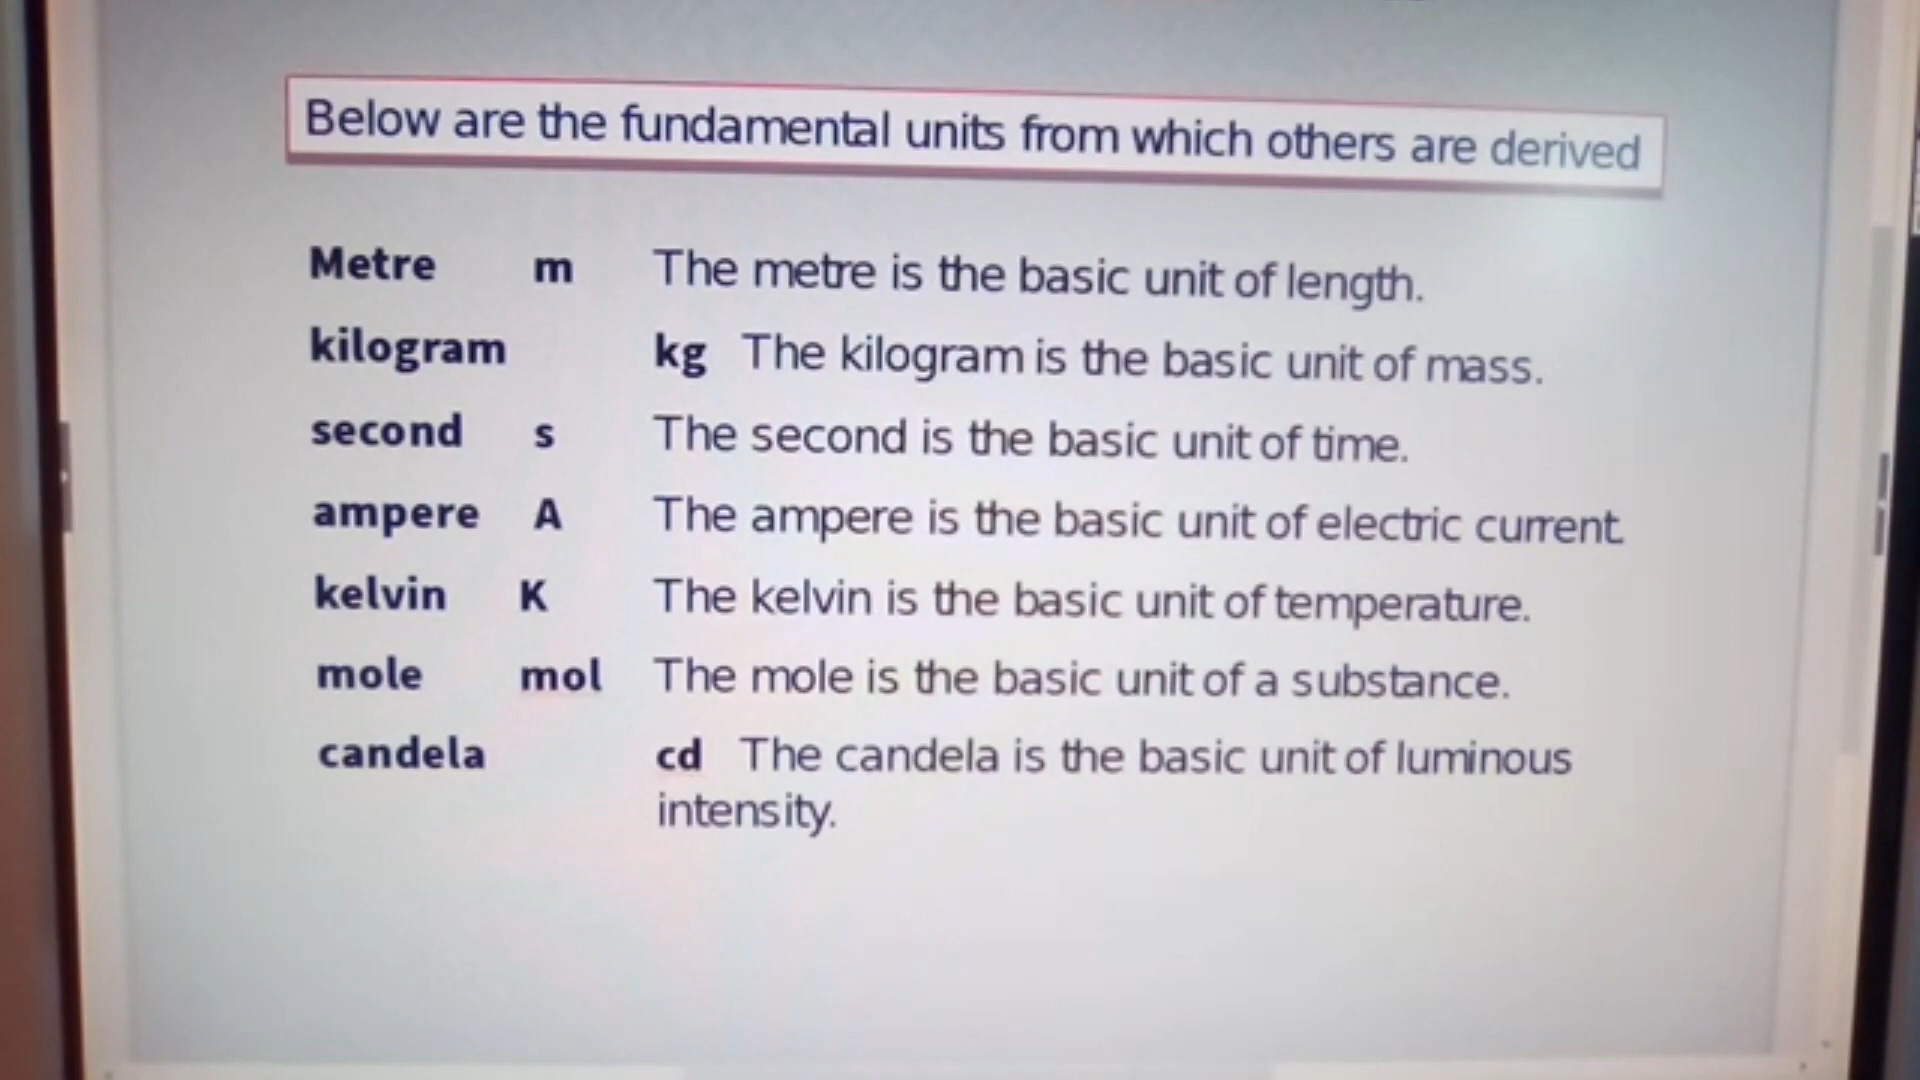 Below are the fundamental units from which others are derived
Metre m The metre is the basic unit of length.
kilogram kg The kilogram is the basic unit of mass.
second s The second is the basic unit of time.
ampere A The ampere is the basic unit of electric current.
kelvin K The kelvin is the basic unit of temperature.
mole mol The mole is the basic unit of a substance.
candela cd The candela is the basic unit of luminous
intensity.